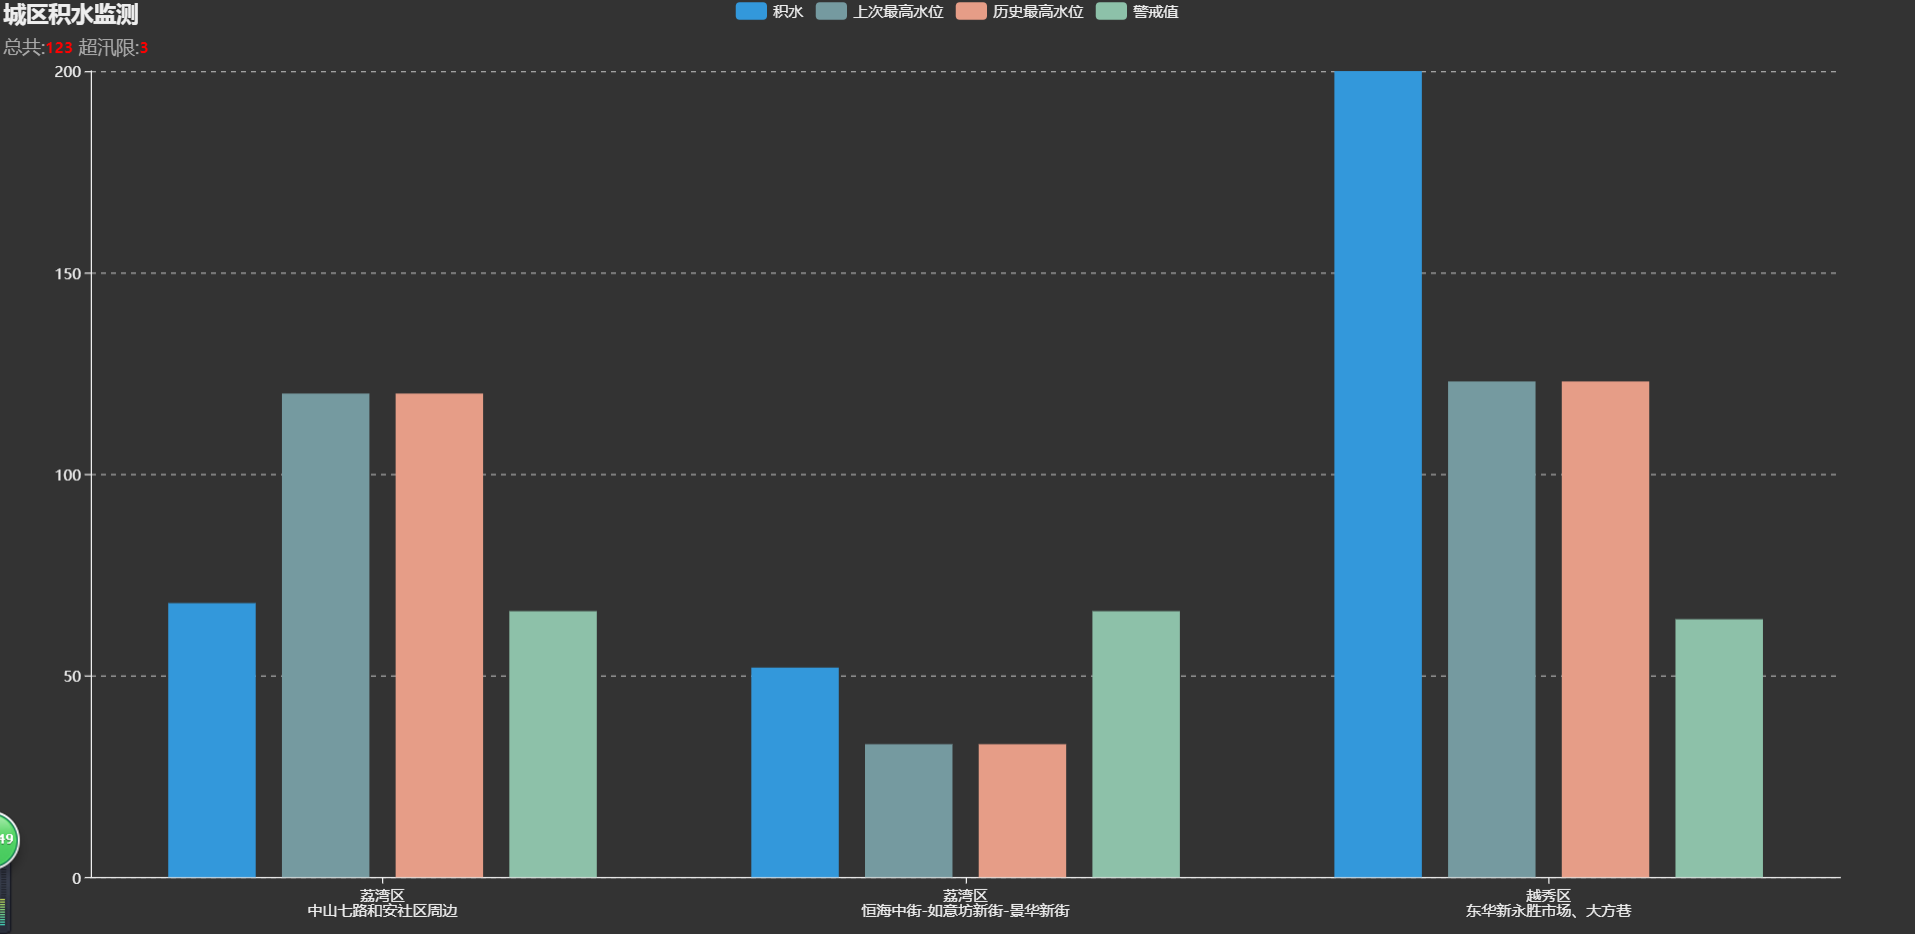 城区积水监测
总共:123 超汛限:3
积水 上次最高水位 历史最高水位 警戒值
200
150
100
50
0
荔湾区
中山七路和安社区周边
荔湾区
恒海中街-如意坊新街-景华新街
越秀区
东华新永胜市场、大方巷
49